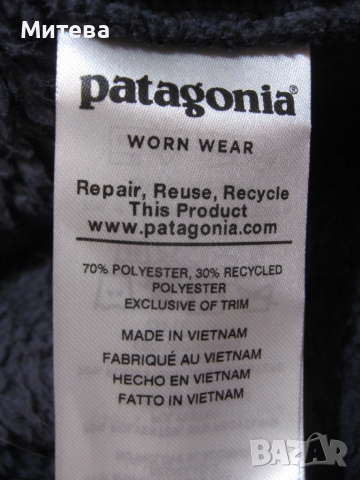 Митева
patagonia®
WORN WEAR
Repair, Reuse, Recycle
This Product
www.patagonia.com
70% POLYESTER, 30% RECYCLED
POLYESTER
EXCLUSIVE OF TRIM
MADE IN VIETNAM
FABRIQUÉ AU VIETNAM
HECHO EN VIETNAM
FATTO IN VIETNAM
BAZAR